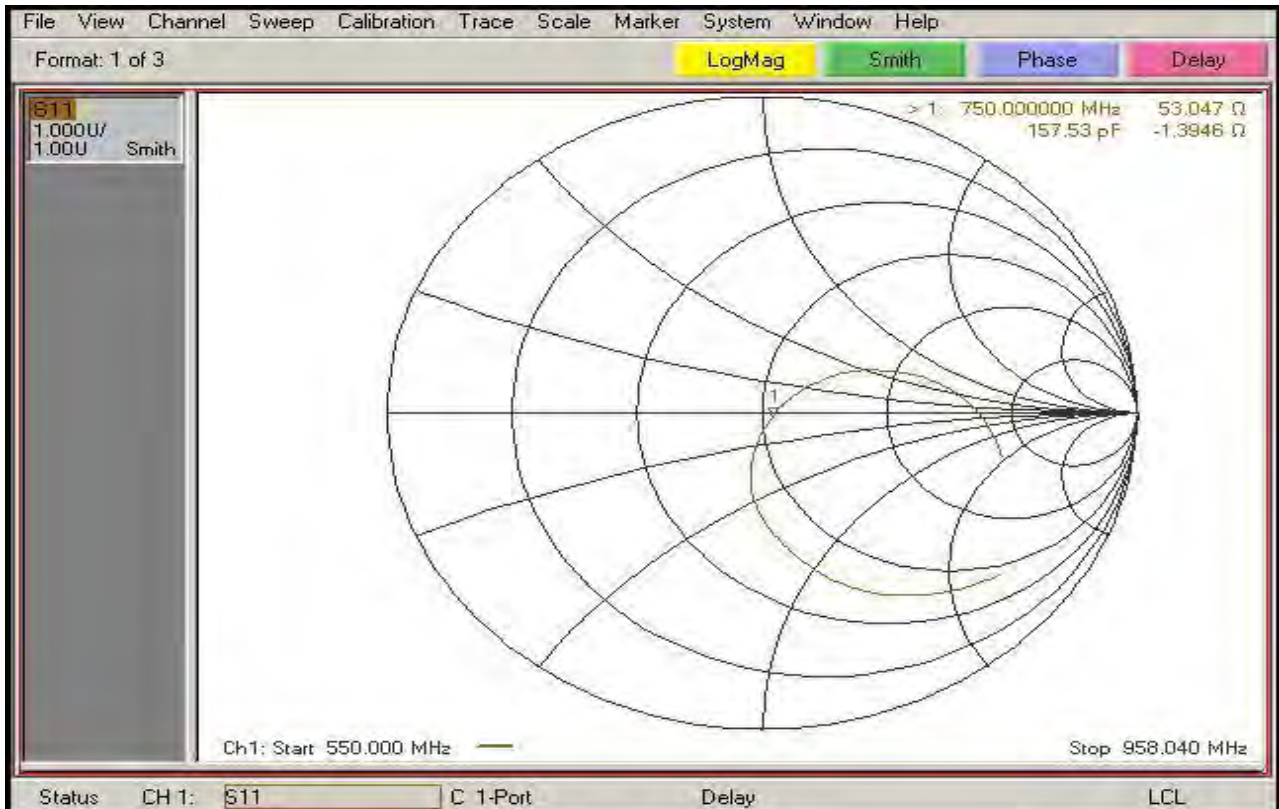 File View Channel Sweep Calibration Trace Scale Marker System Window Help
Format: 1 of 3
LogMag Smith Phase Delay
S11
1.000U/
1.00U Smith
> 1: 750.000000 MHz 53.047 Ω
157.53 pF -1.3946 Ω
1
Ch1: Start 550.000 MHz
Stop 958.040 MHz
Status CH 1: S11 C 1-Port Delay LCL